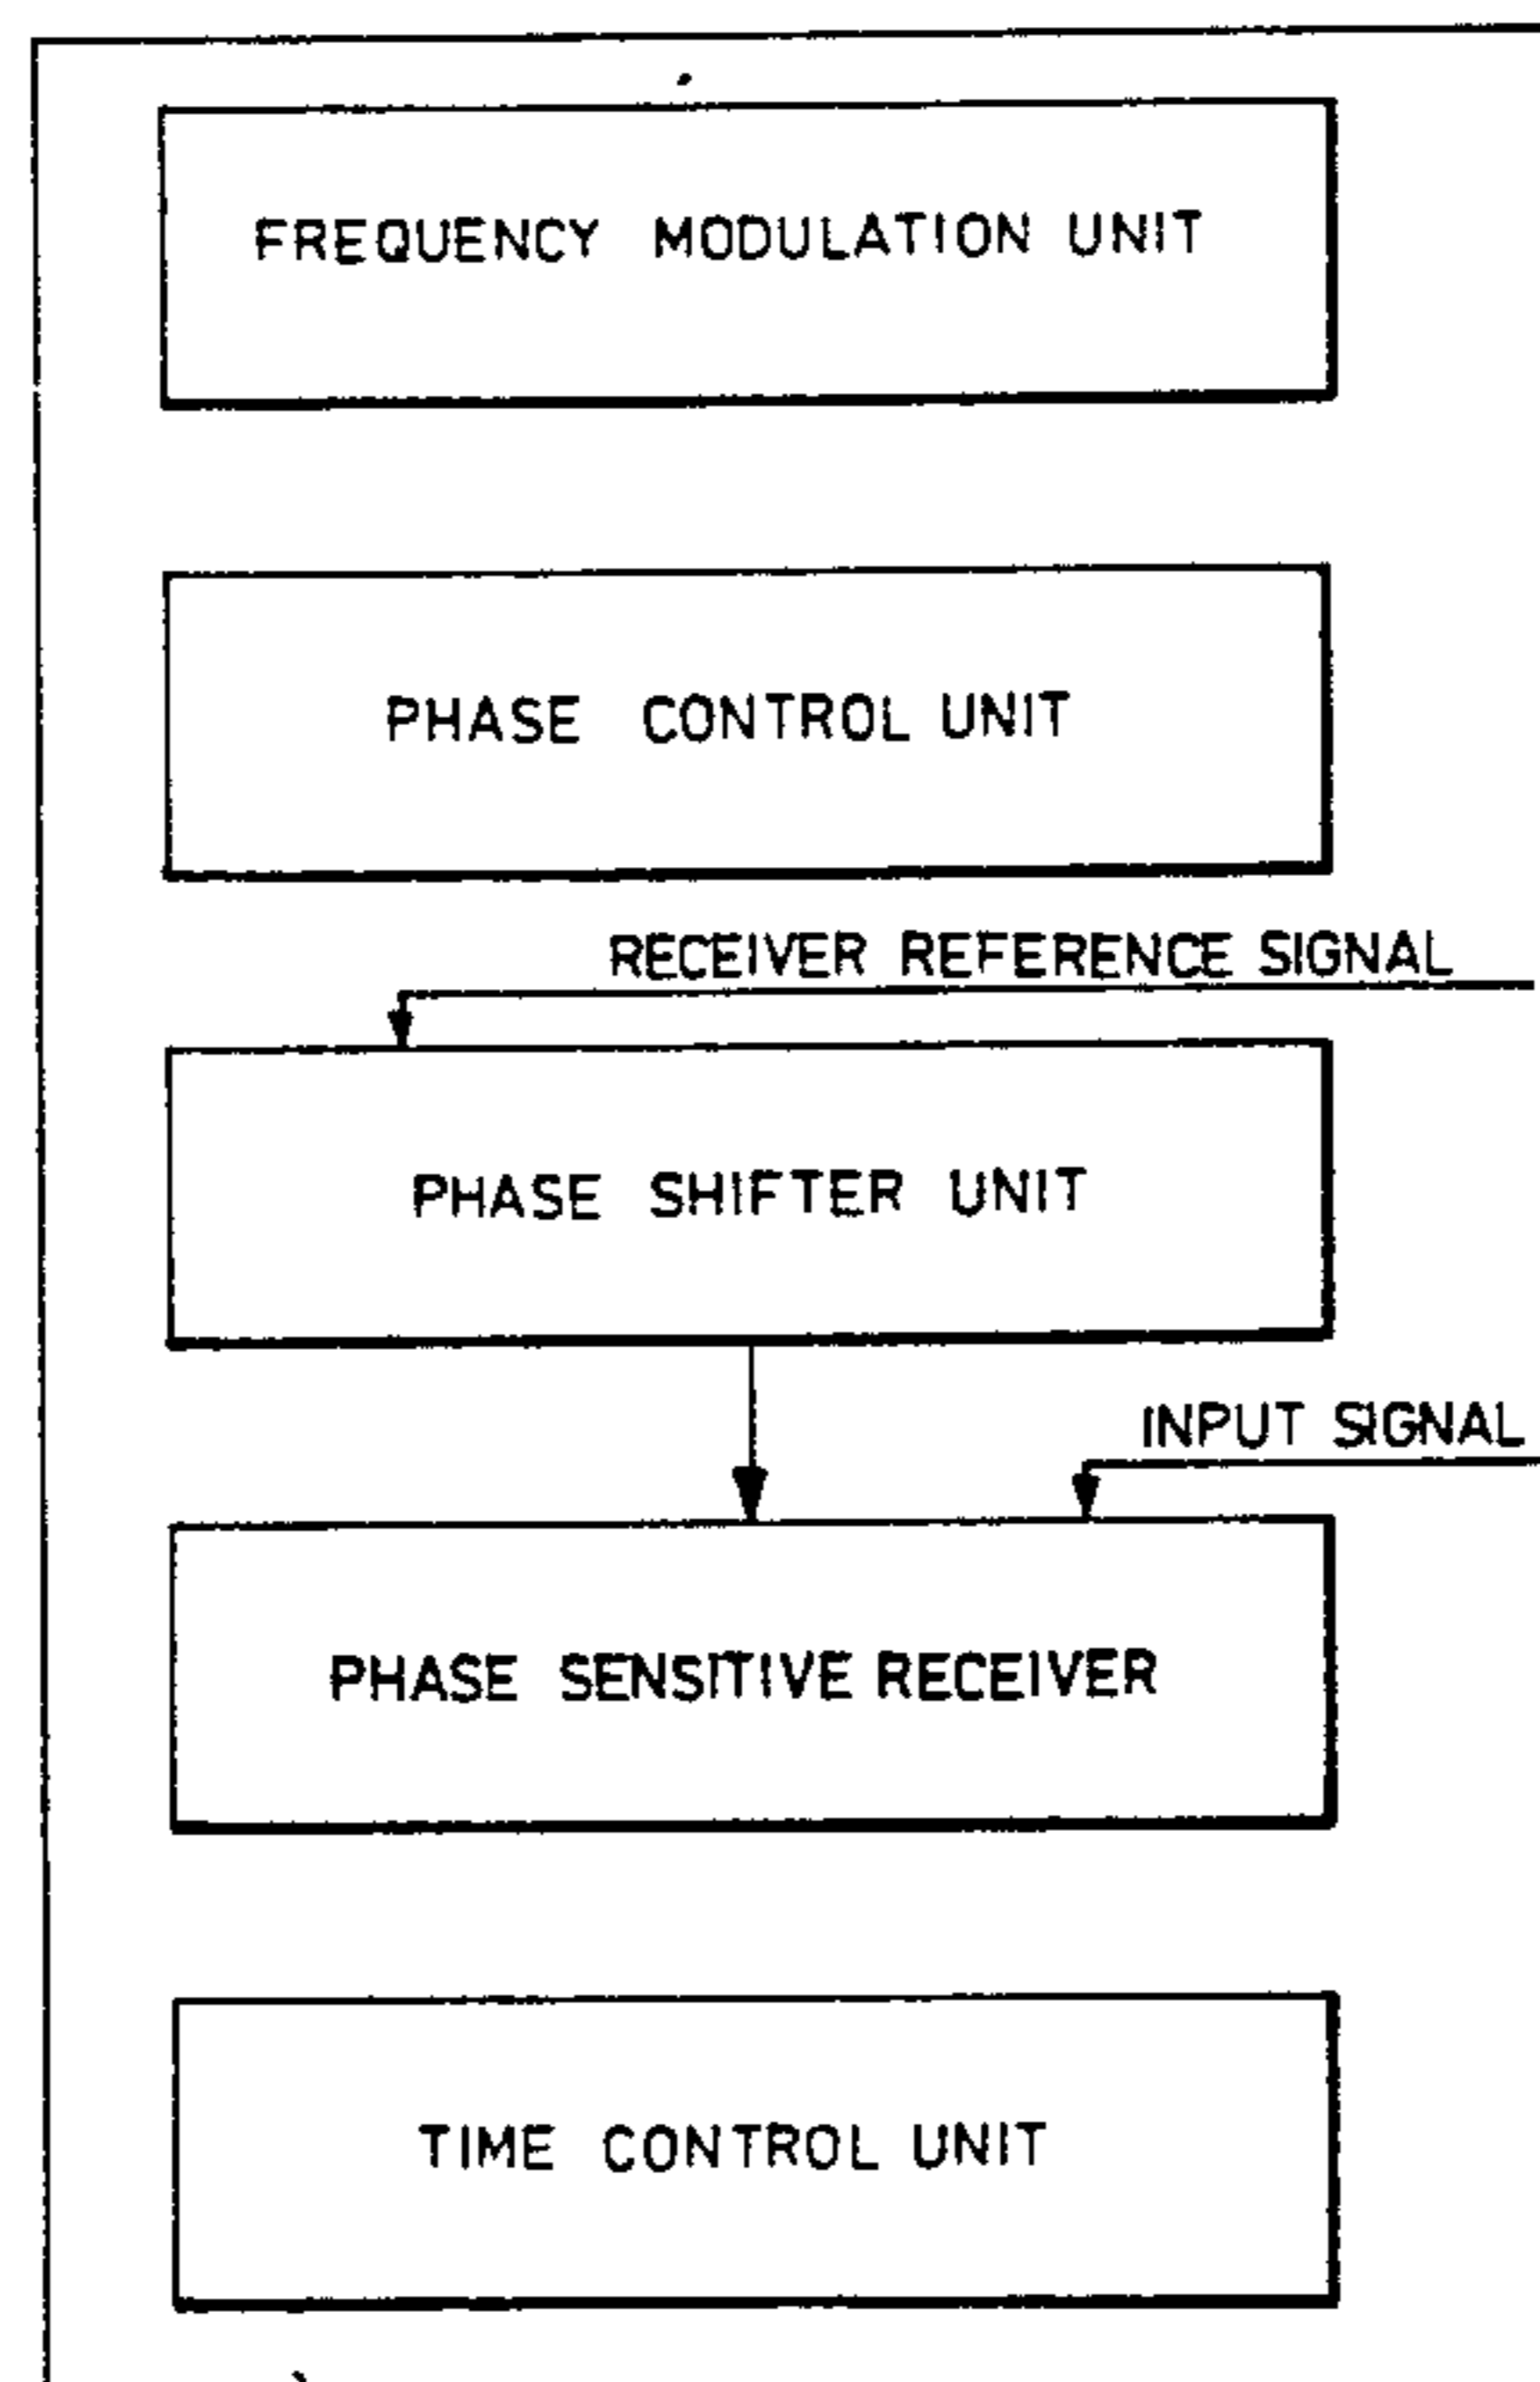 FREQUENCY MODULATION UNIT
PHASE CONTROL UNIT
RECEIVER REFERENCE SIGNAL
PHASE SHIFTER UNIT
INPUT SIGNAL
PHASE SENSITIVE RECEIVER
TIME CONTROL UNIT